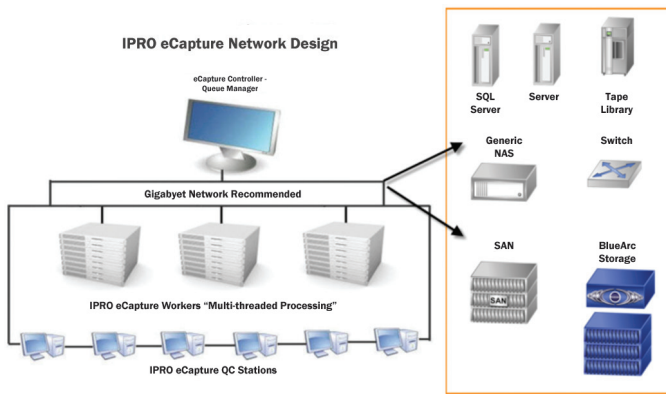 IPRO eCapture Network Design
eCapture Controller -
Queue Manager
Gigabyet Network Recommended
IPRO eCapture Workers “Multi-threaded Processing”
IPRO eCapture QC Stations
SQL
Server
Server
Tape
Library
Generic
NAS
Switch
SAN
BlueArc
Storage
SAN